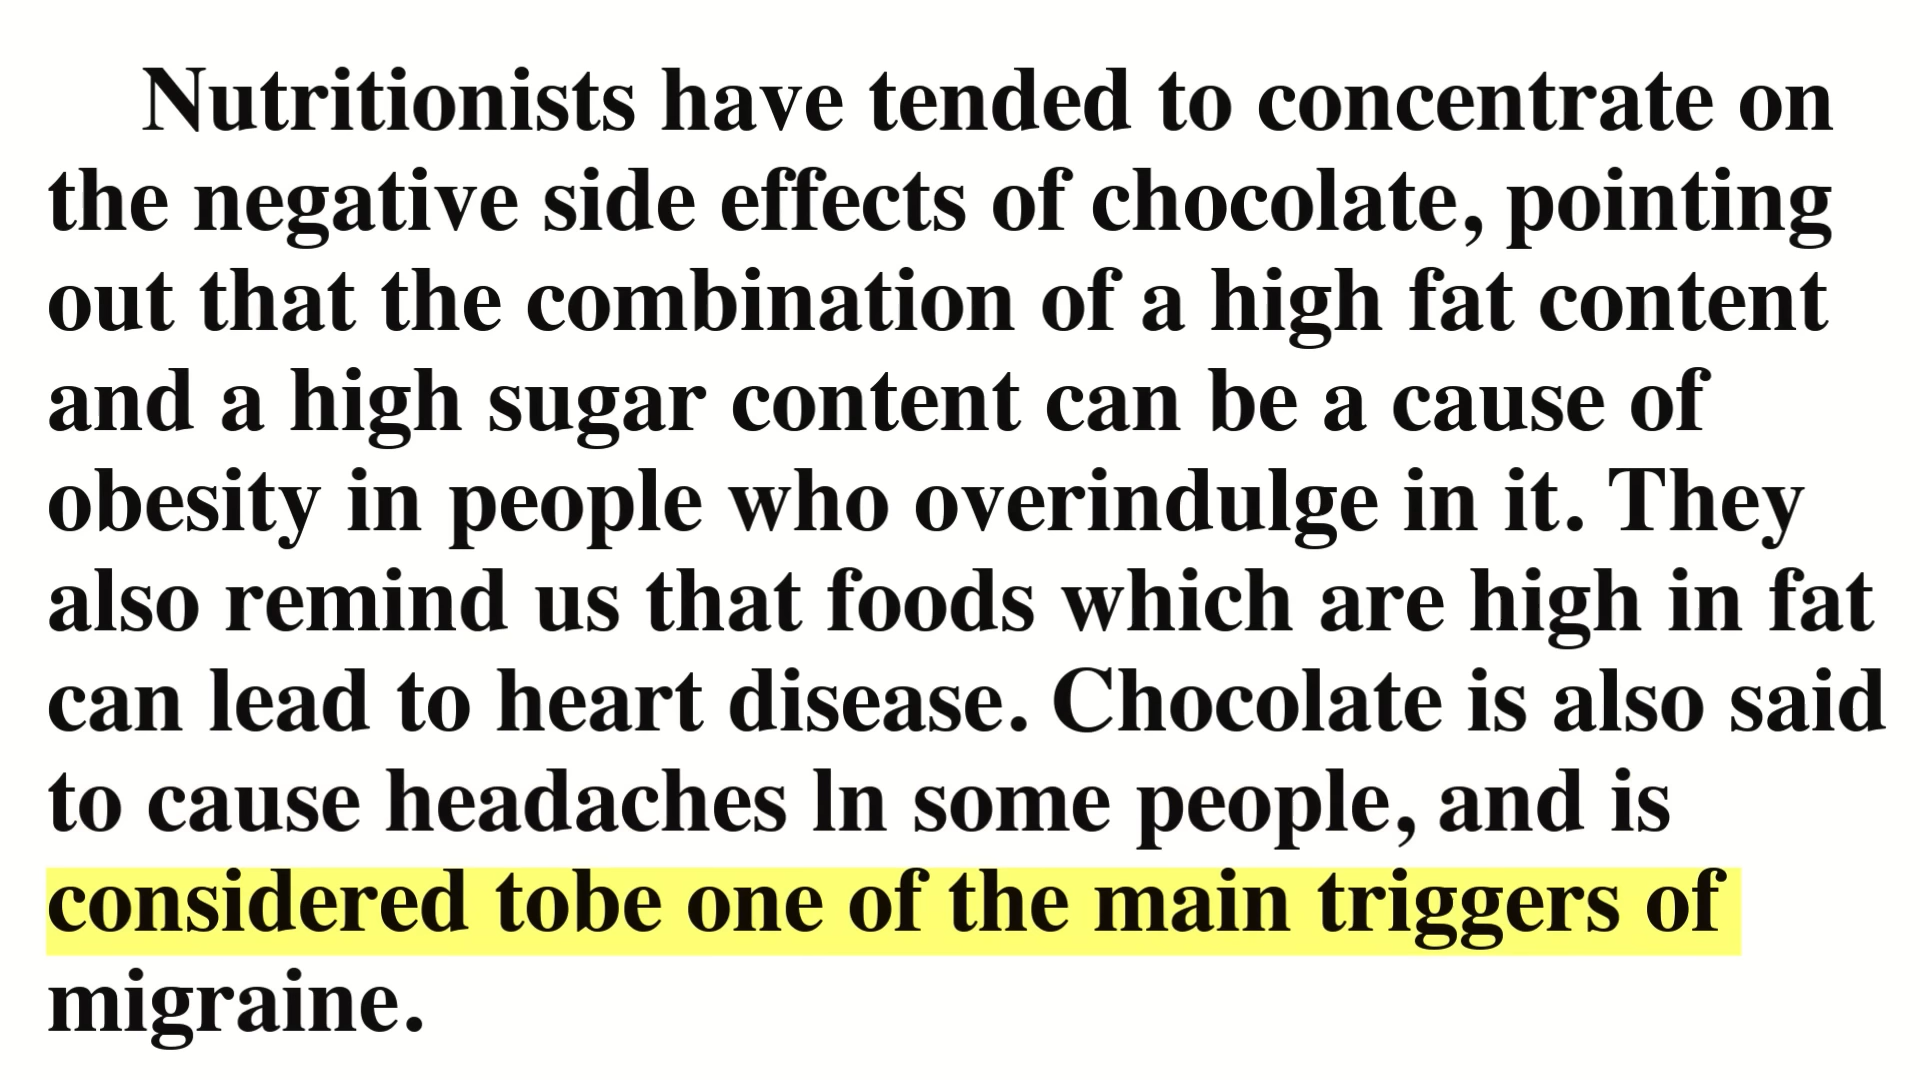 Nutritionists have tended to concentrate on
the negative side effects of chocolate, pointing
out that the combination of a high fat content
and a high sugar content can be a cause of
obesity in people who overindulge in it. They
also remind us that foods which are high in fat
can lead to heart disease. Chocolate is also said
to cause headaches ln some people, and is
considered tobe one of the main triggers of
migraine.